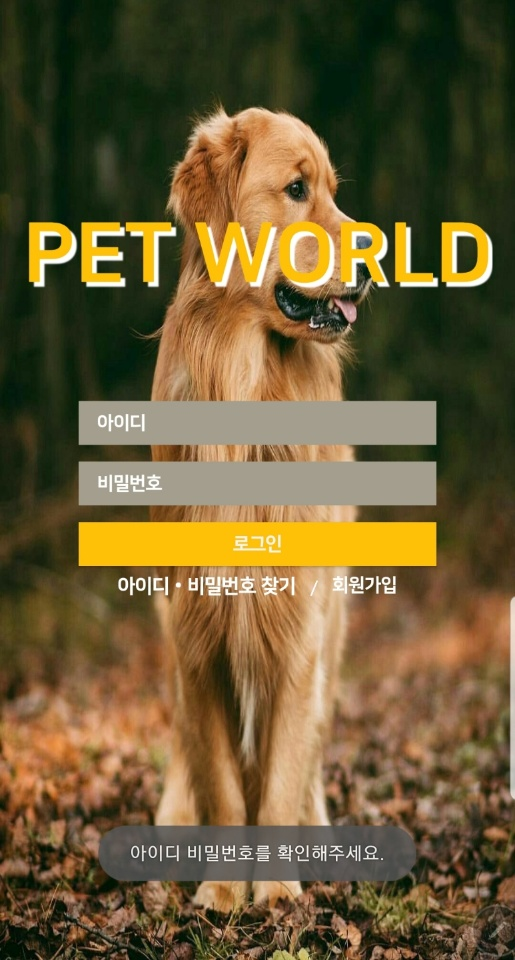 PET WORLD
아이디
비밀번호
로그인
아이디 • 비밀번호 찾기 / 회원가입
아이디 비밀번호를 확인해주세요.